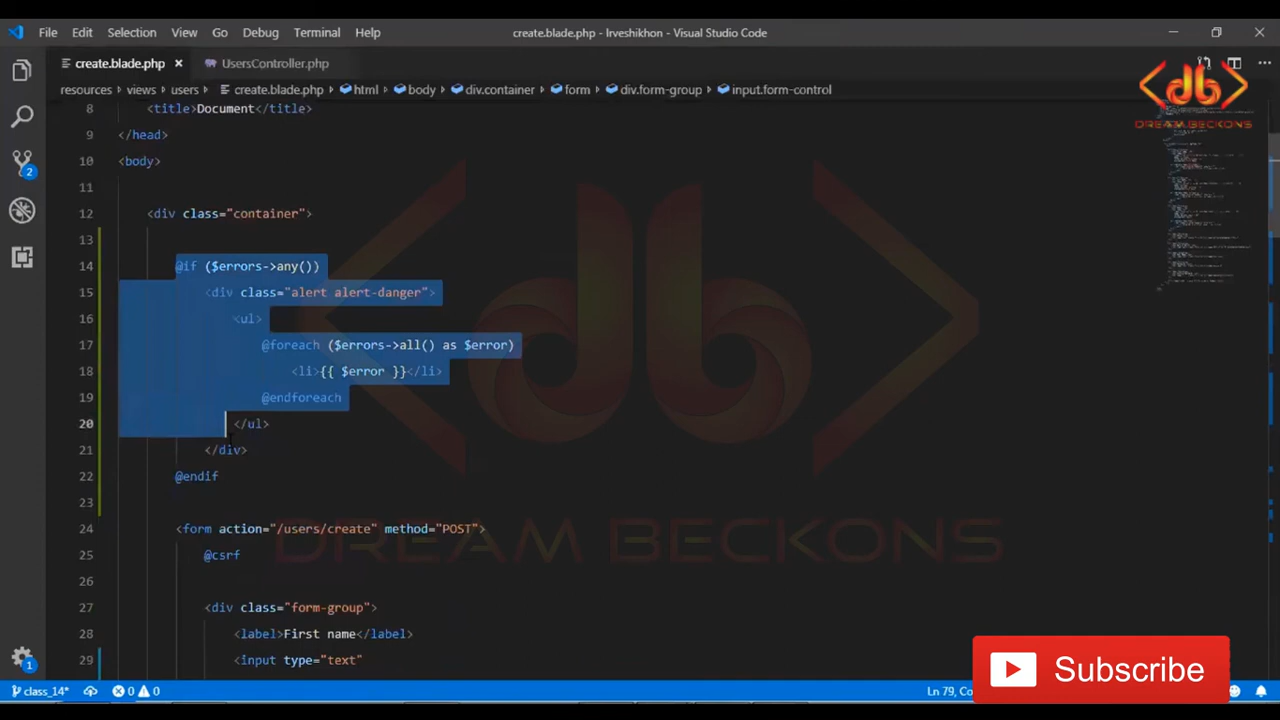 File Edit Selection View Go Debug Terminal Help
create.blade.php - Irveshikhon - Visual Studio Code
create.blade.php
UsersController.php
resources views users create.blade.php html body div.container form div.form-group input.form-control
DREAM BECKONS
8 <title>Document</title>
9 </head>
10 <body>
11
12 <div class="container">
13
14 @if ($errors->any())
15 <div class="alert alert-danger">
16 <ul>
17 @foreach ($errors->all() as $error)
18 <li>{{ $error }}</li>
19 @endforeach
20 </ul>
21 </div>
22 @endif
23
24 <form action="/users/create" method="POST">
25 @csrf
26
27 <div class="form-group">
28 <label>First name</label>
29 <input type="text"
DREAM BECKONS
2
1
Subscribe
class_14* 0 0 Ln 79,